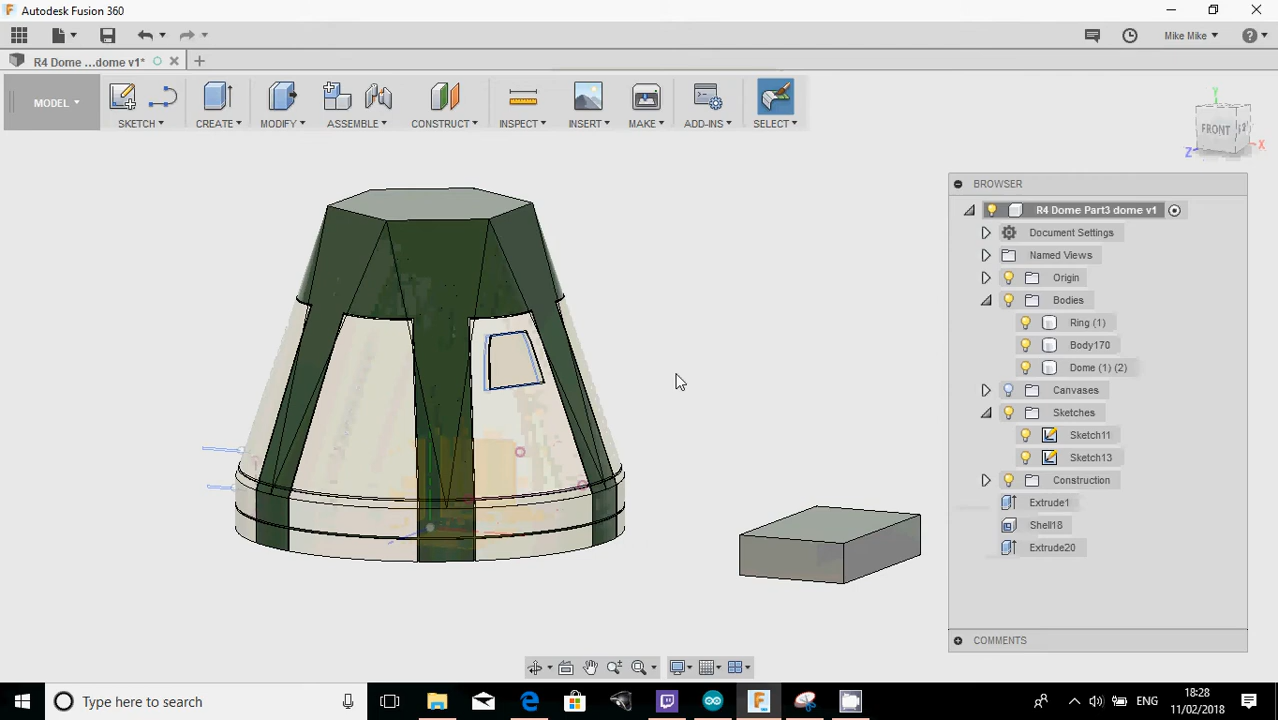 Autodesk Fusion 360
Mike Mike
R4 Dome ...dome v1*
MODEL
SKETCH CREATE MODIFY ASSEMBLE CONSTRUCT INSPECT INSERT MAKE ADD-INS SELECT
Y
FRONT
Z X
BROWSER
R4 Dome Part3 dome v1
Document Settings
Named Views
Origin
Bodies
Ring (1)
Body170
Dome (1) (2)
Canvases
Sketches
Sketch11
Sketch13
Construction
Extrude1
Shell18
Extrude20
COMMENTS
Type here to search
ENG
18:28
11/02/2018